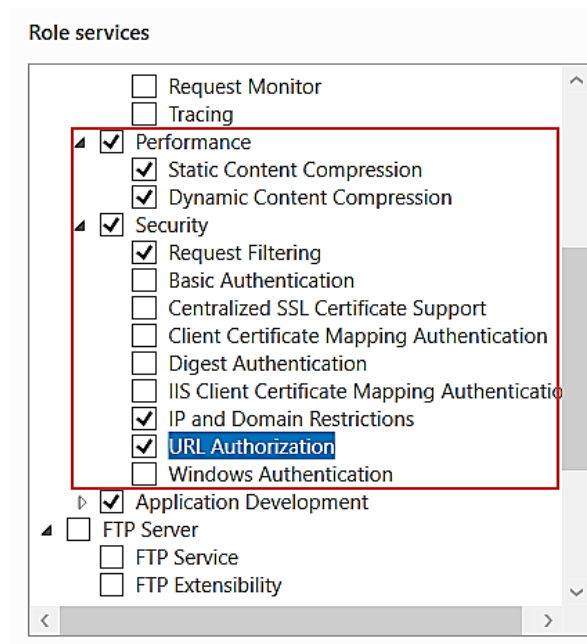 Role services
Request Monitor
Tracing
Performance
Static Content Compression
Dynamic Content Compression
Security
Request Filtering
Basic Authentication
Centralized SSL Certificate Support
Client Certificate Mapping Authentication
Digest Authentication
IIS Client Certificate Mapping Authenticatio
IP and Domain Restrictions
URL Authorization
Windows Authentication
Application Development
FTP Server
FTP Service
FTP Extensibility